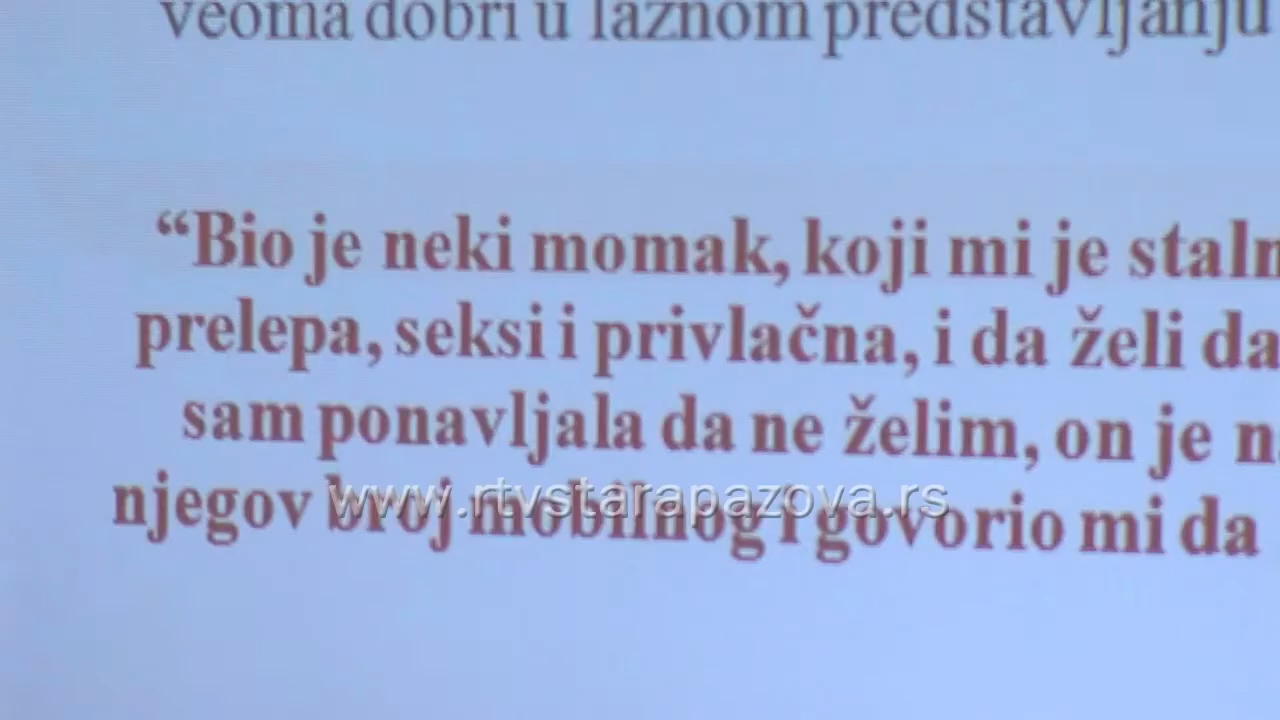 veoma dobri u lažnom predstavljanju
“Bio je neki momak, koji mi je staln
prelepa, seksi i privlačna, i da želi da
sam ponavljala da ne želim, on je n
njegov broj mobilnog i govorio mi da
www.rtvstarapazova.rs